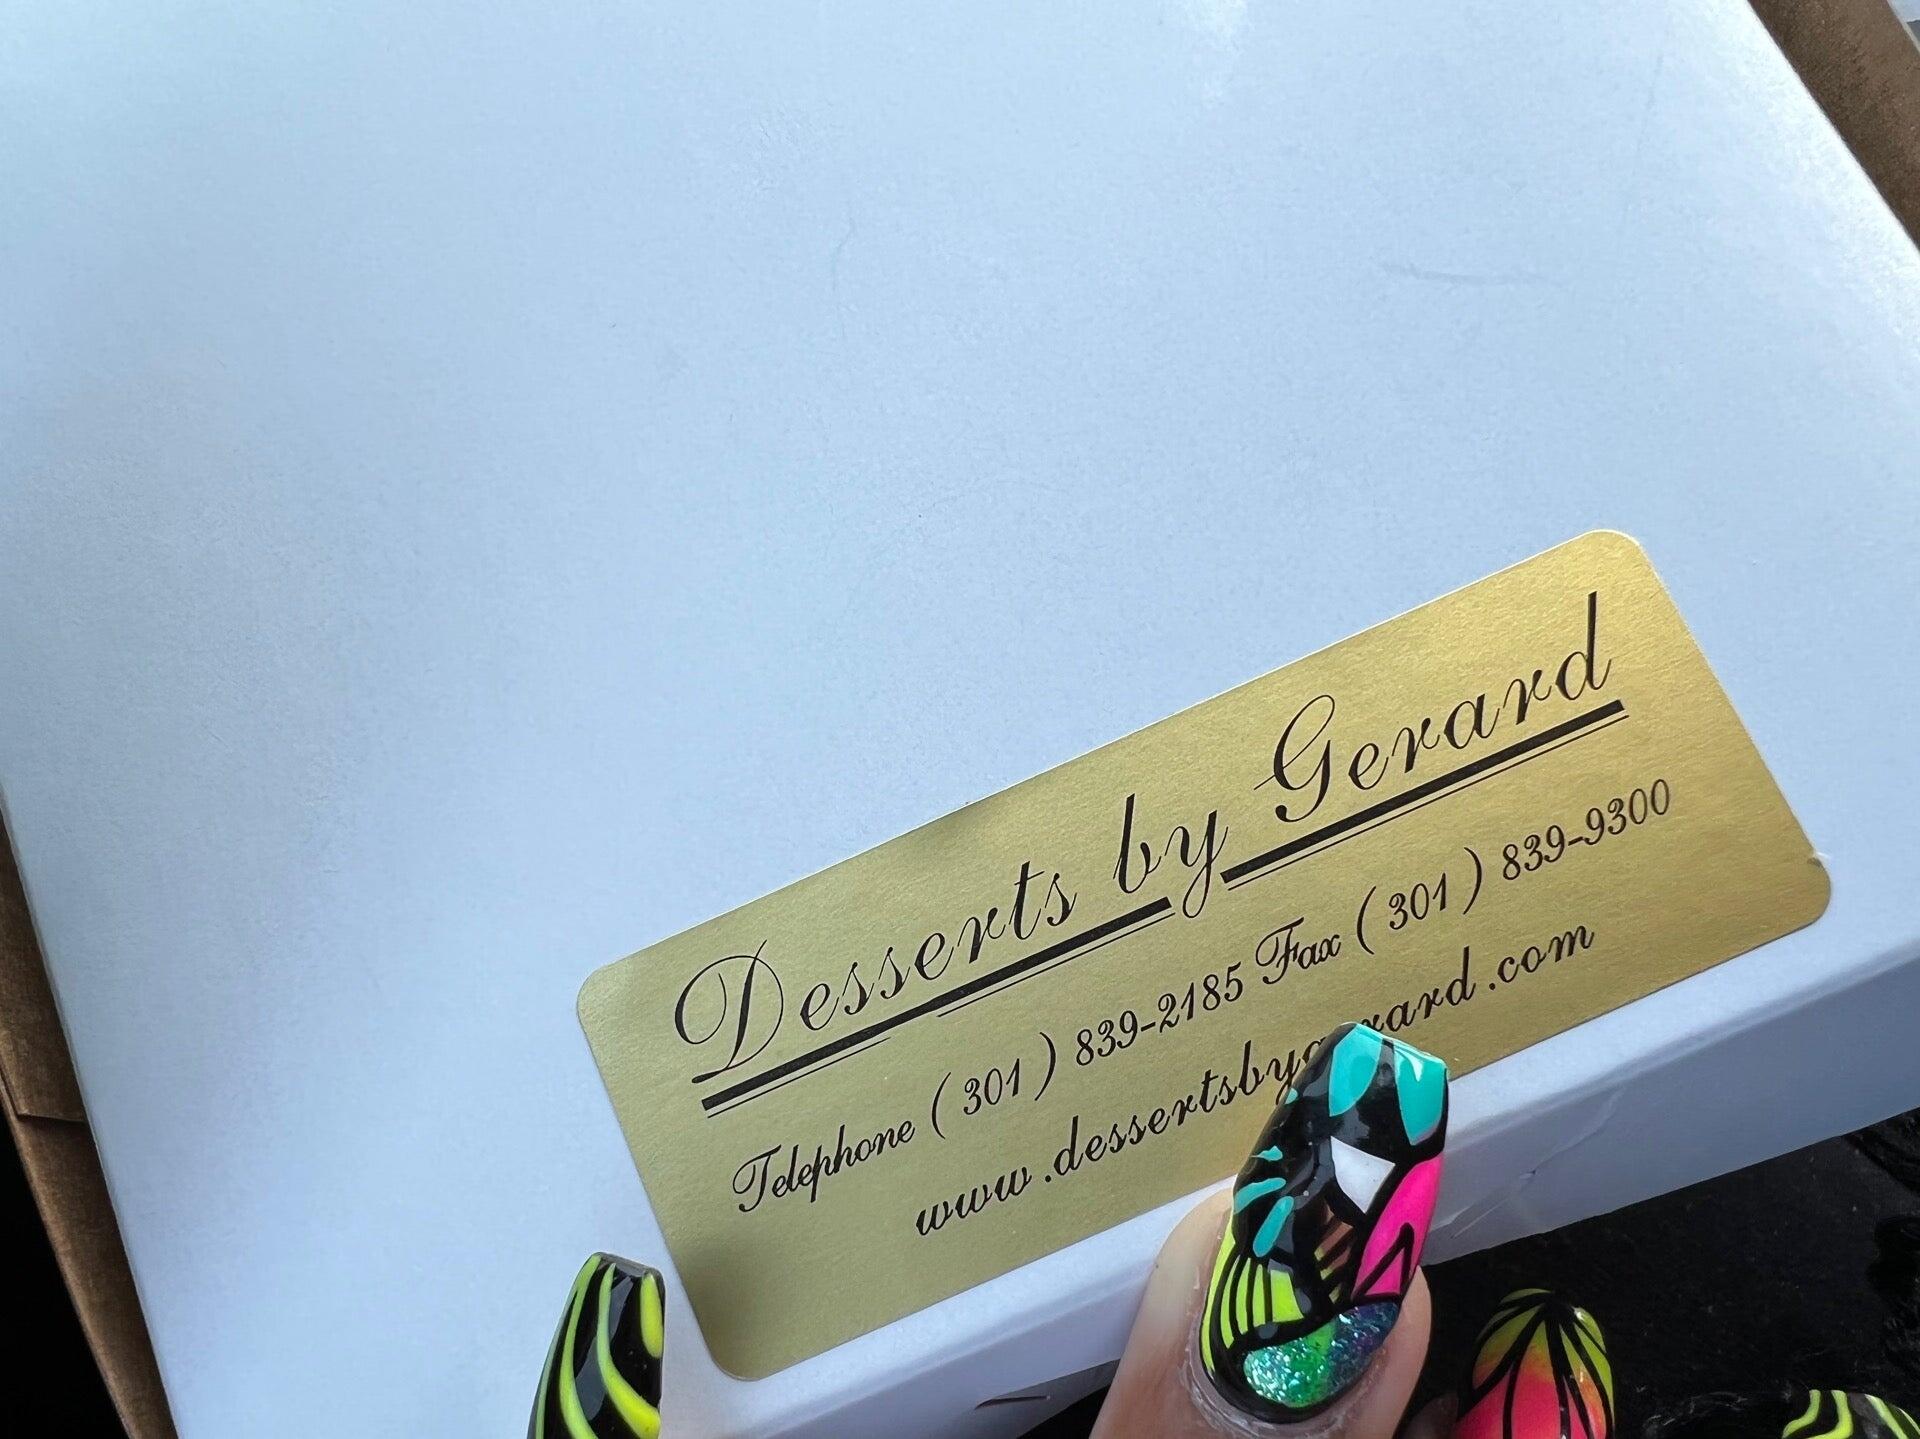 Desserts by Gerard
Telephone (301) 839-2185 Fax (301) 839-9300